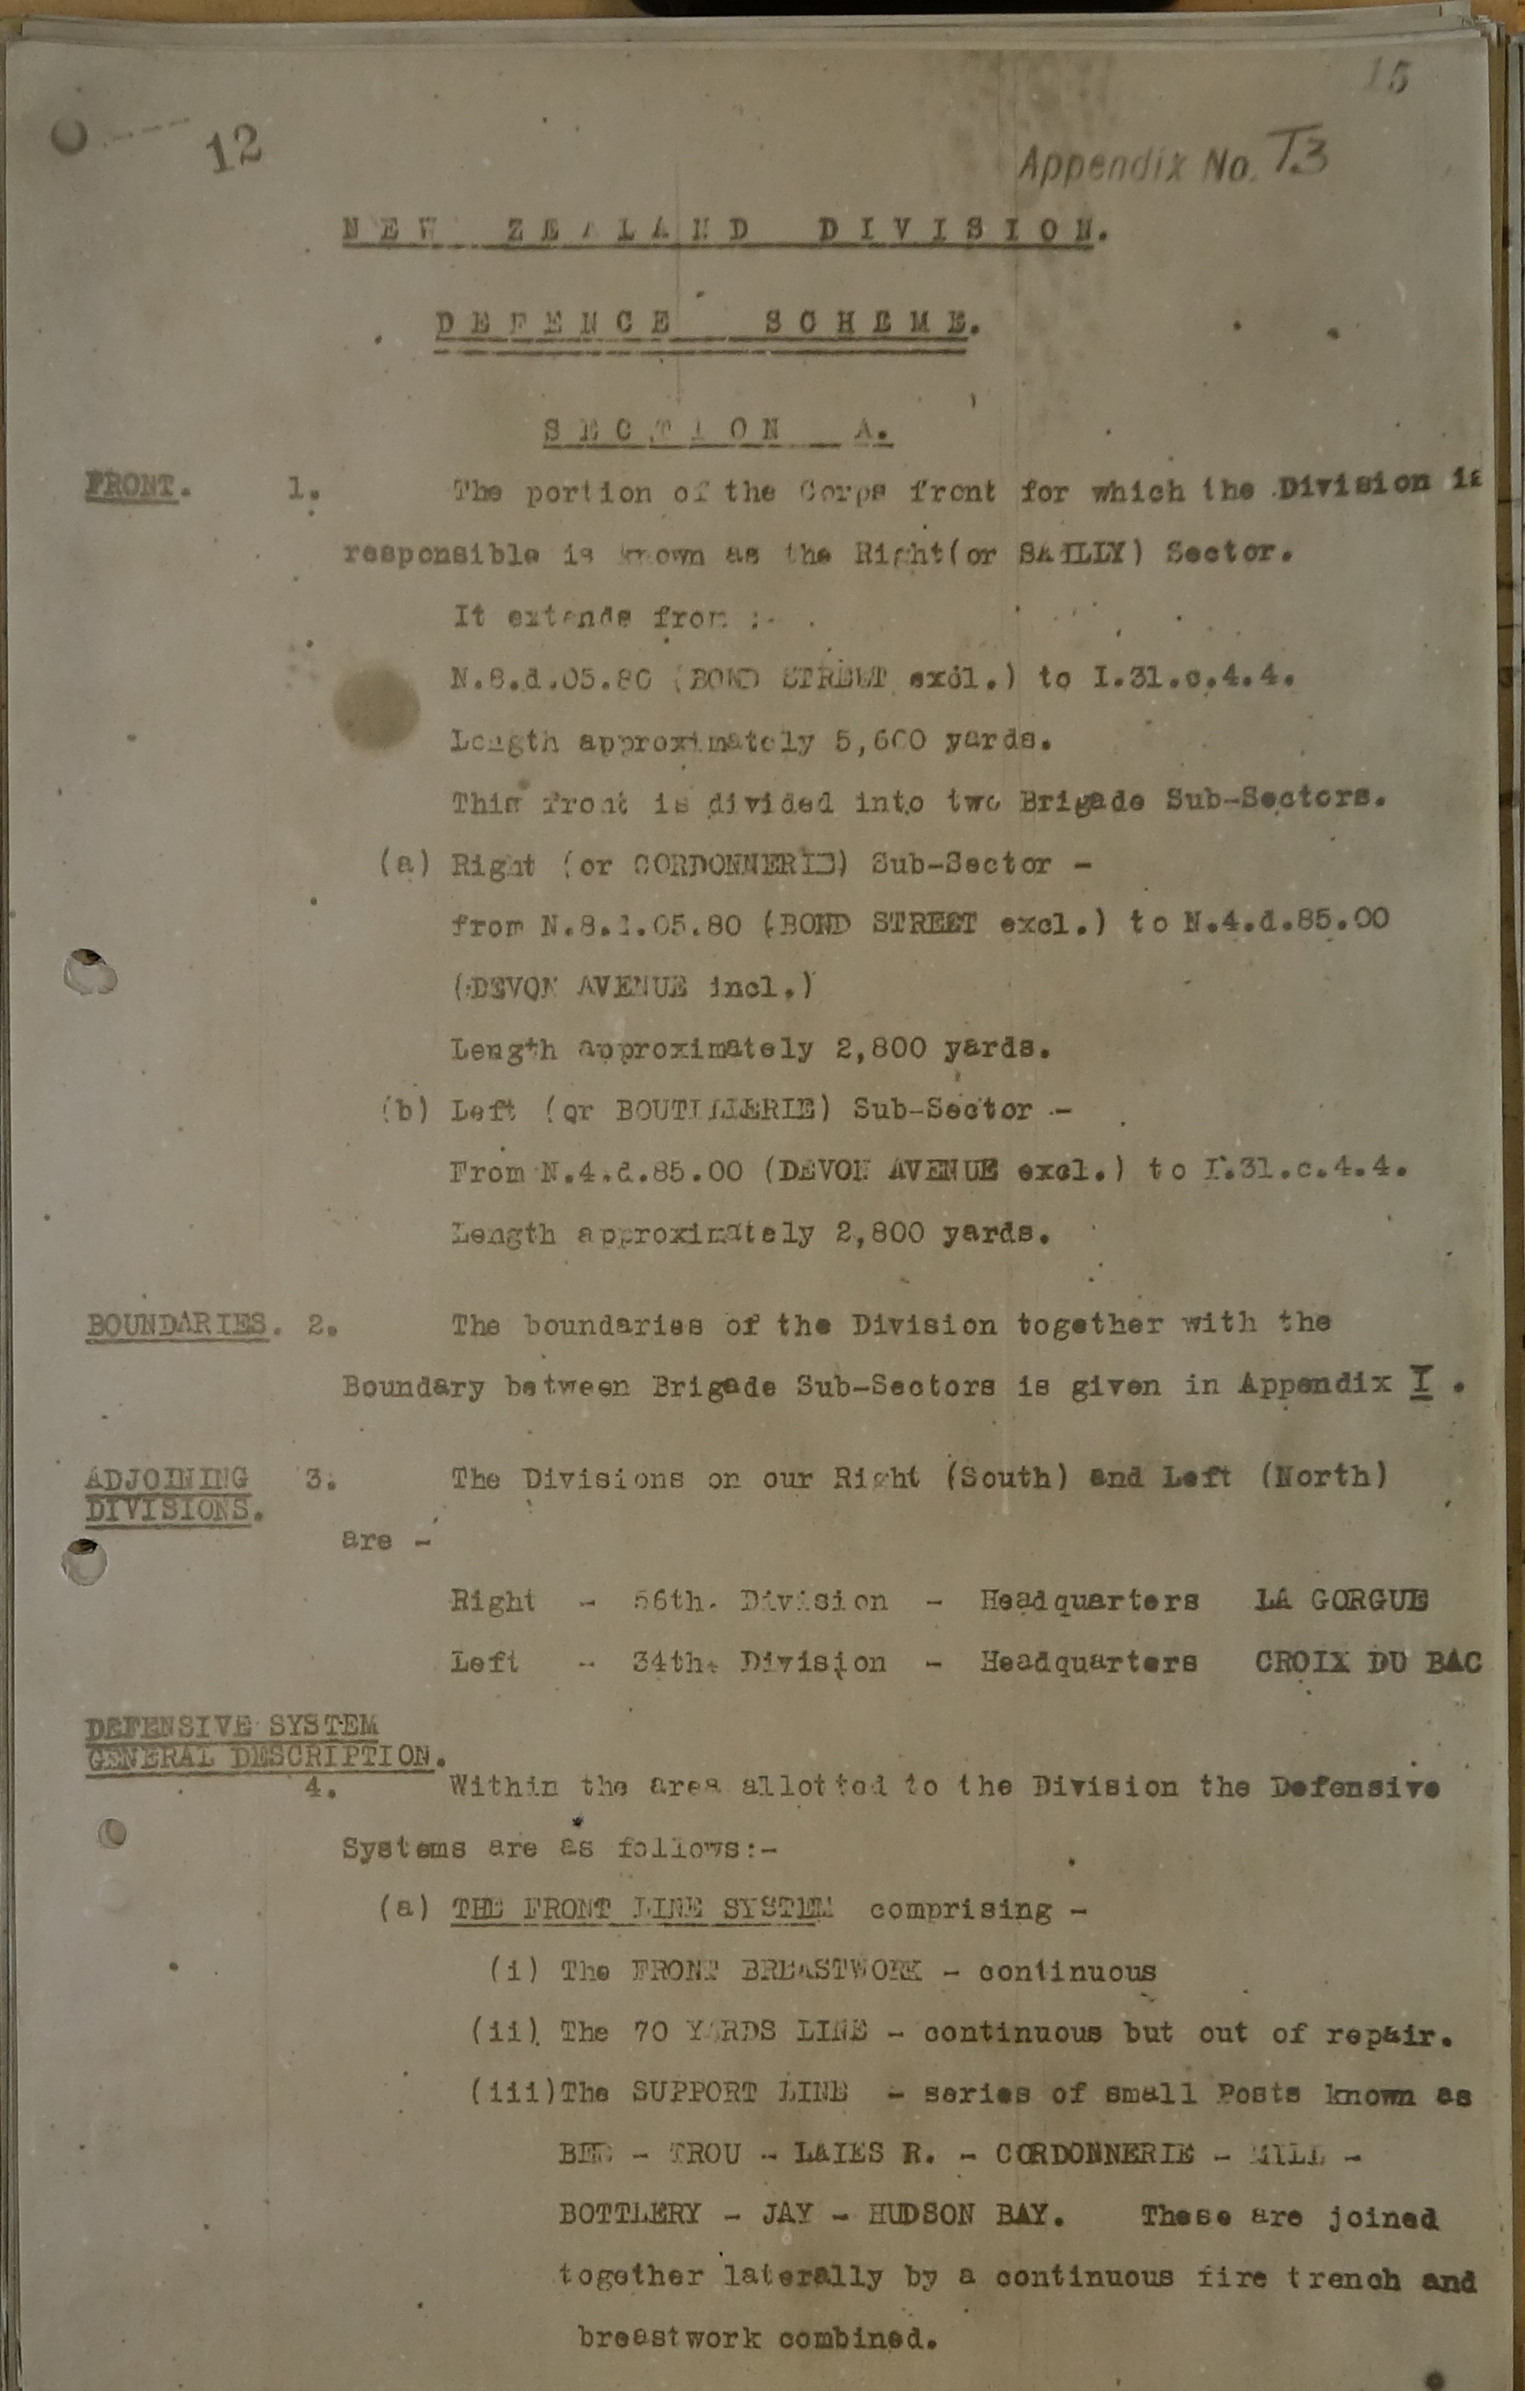 15
12
Appendix No. T.3
NEW ZEALAND DIVISION.
DEFENCE SCHEME.
SECTION A.
FRONT. 1. The portion of the Corps front for which the Division is
responsible is known as the Right(or SAILLY) Sector.
It extends from :-
N.8.d.05.80 (BOND STREET excl.) to I.31.c.4.4.
Length approximately 5,600 yards.
This front is divided into two Brigade Sub-Sectors.
(a) Right (or CORDONNERIE) Sub-Sector -
from N.8.d.05.80 (BOND STREET excl.) to N.4.d.85.00
(DEVON AVENUE incl.)
Length approximately 2,800 yards.
(b) Left (or BOUTILLERIE) Sub-Sector -
From N.4.d.85.00 (DEVON AVENUE excl.) to I.31.c.4.4.
Length approximately 2,800 yards.
BOUNDARIES. 2. The boundaries of the Division together with the
Boundary between Brigade Sub-Sectors is given in Appendix I .
ADJOINING 3. The Divisions on our Right (South) and Left (North)
DIVISIONS.
are -
Right - 56th. Division - Headquarters LA GORGUE
Left - 34th. Division - Headquarters CROIX DU BAC
DEFENSIVE SYSTEM
GENERAL DESCRIPTION.
4. Within the area allotted to the Division the Defensive
Systems are as follows:-
(a) THE FRONT LINE SYSTEM comprising -
(i) The FRONT BREASTWORK - continuous
(ii) The 70 YARDS LINE - continuous but out of repair.
(iii)The SUPPORT LINE - series of small Posts known as
BEE - TROU - LAIES R. - CORDONNERIE - MILL -
BOTTLERY - JAY - HUDSON BAY. These are joined
together laterally by a continuous fire trench and
breastwork combined.